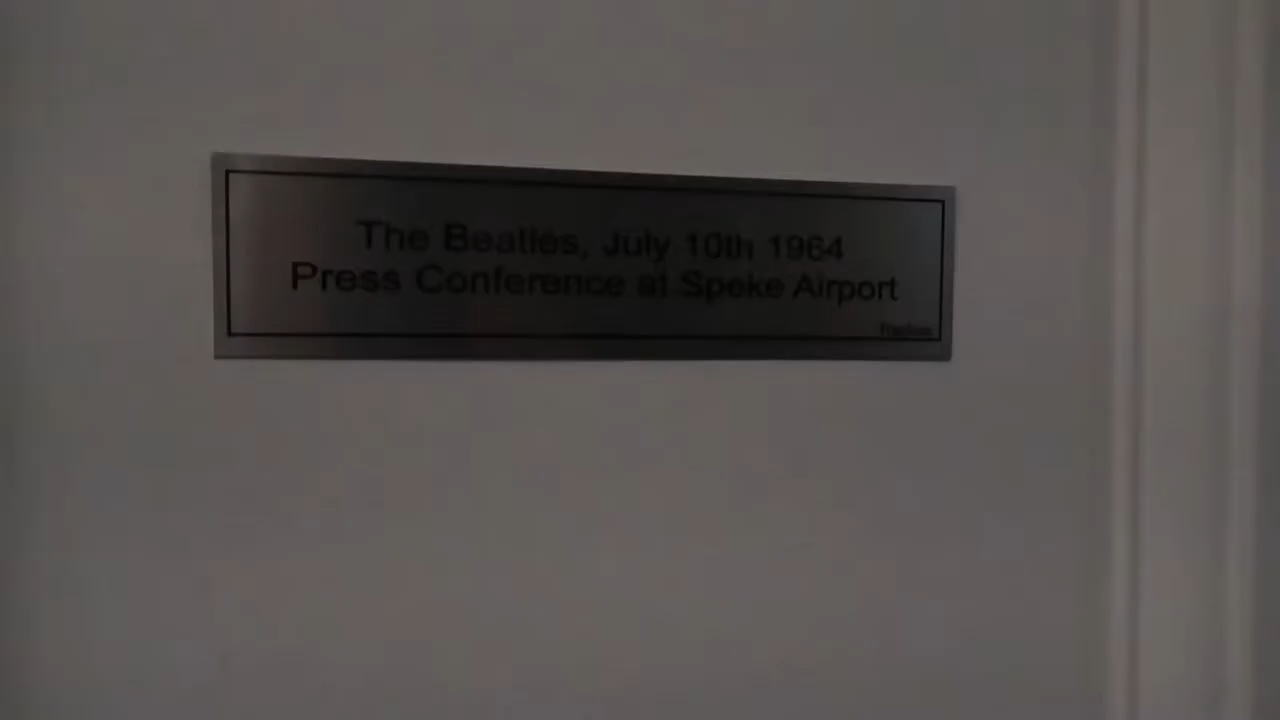 The Beatles, July 10th 1964
Press Conference at Speke Airport